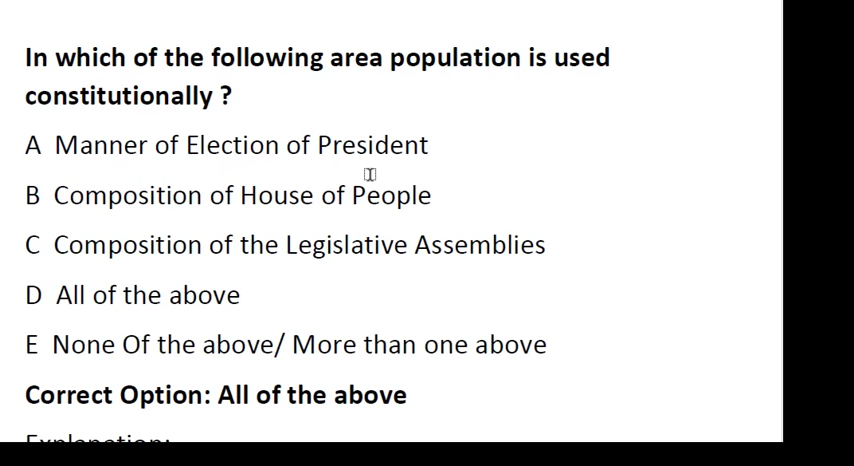 In which of the following area population is used
constitutionally ?
A Manner of Election of President
B Composition of House of People
C Composition of the Legislative Assemblies
D All of the above
E None Of the above/ More than one above
Correct Option: All of the above
Explanation: